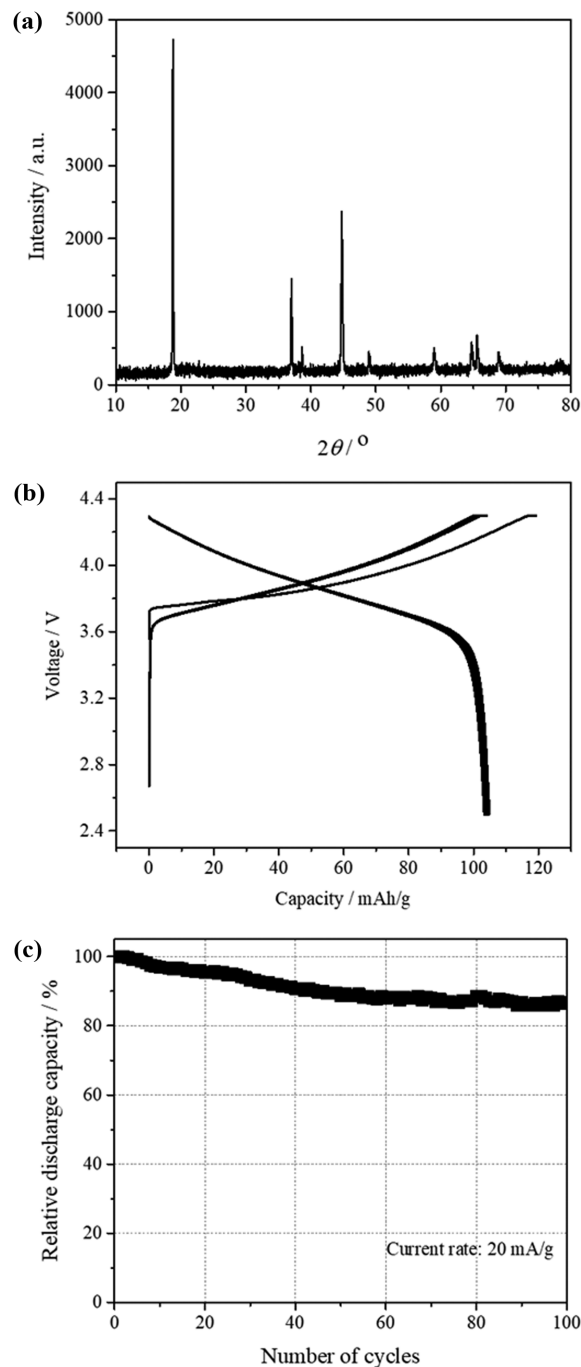 (a)
5000
4000
3000
2000
1000
0
Intensity / a.u.
10 20 30 40 50 60 70 80
2θ / °
(b)
4.4
4.0
3.6
3.2
2.8
2.4
Voltage / V
0 20 40 60 80 100 120
Capacity / mAh/g
(c)
100
80
60
40
20
0
Relative discharge capacity / %
Current rate: 20 mA/g
0 20 40 60 80 100
Number of cycles